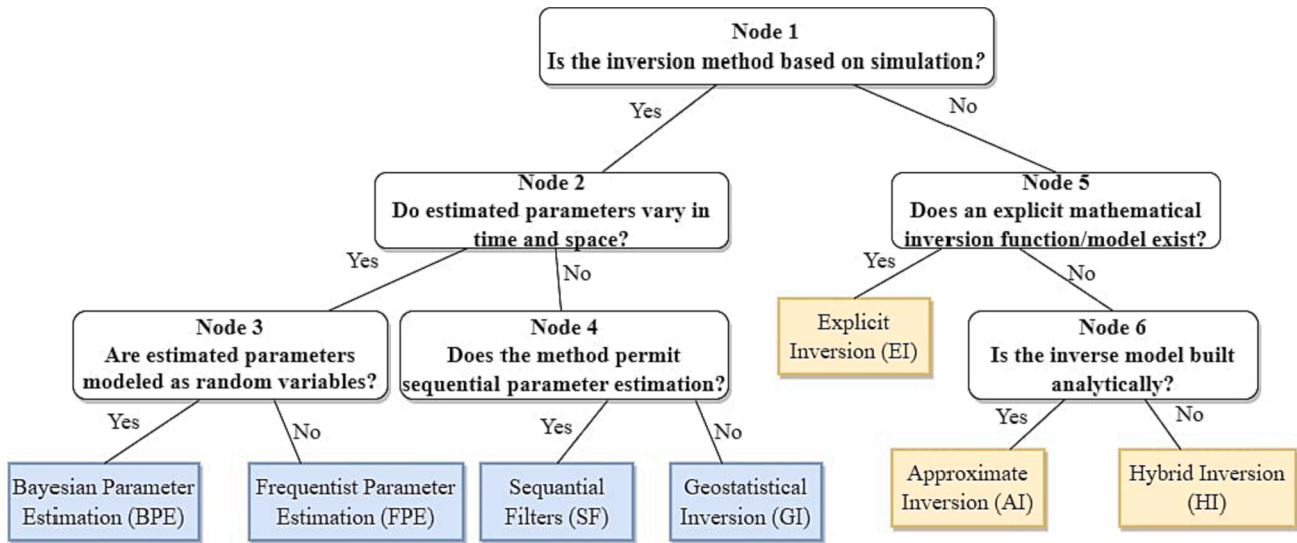 Node 1
Is the inversion method based on simulation?
Yes
No
Node 2
Do estimated parameters vary in
time and space?
Node 5
Does an explicit mathematical
inversion function/model exist?
Yes
No
Yes
No
Node 3
Are estimated parameters
modeled as random variables?
Node 4
Does the method permit
sequential parameter estimation?
Explicit
Inversion (EI)
Node 6
Is the inverse model built
analytically?
Yes
No
Yes
No
Yes
No
Bayesian Parameter
Estimation (BPE)
Frequentist Parameter
Estimation (FPE)
Sequantial
Filters (SF)
Geostatistical
Inversion (GI)
Approximate
Inversion (AI)
Hybrid Inversion
(HI)